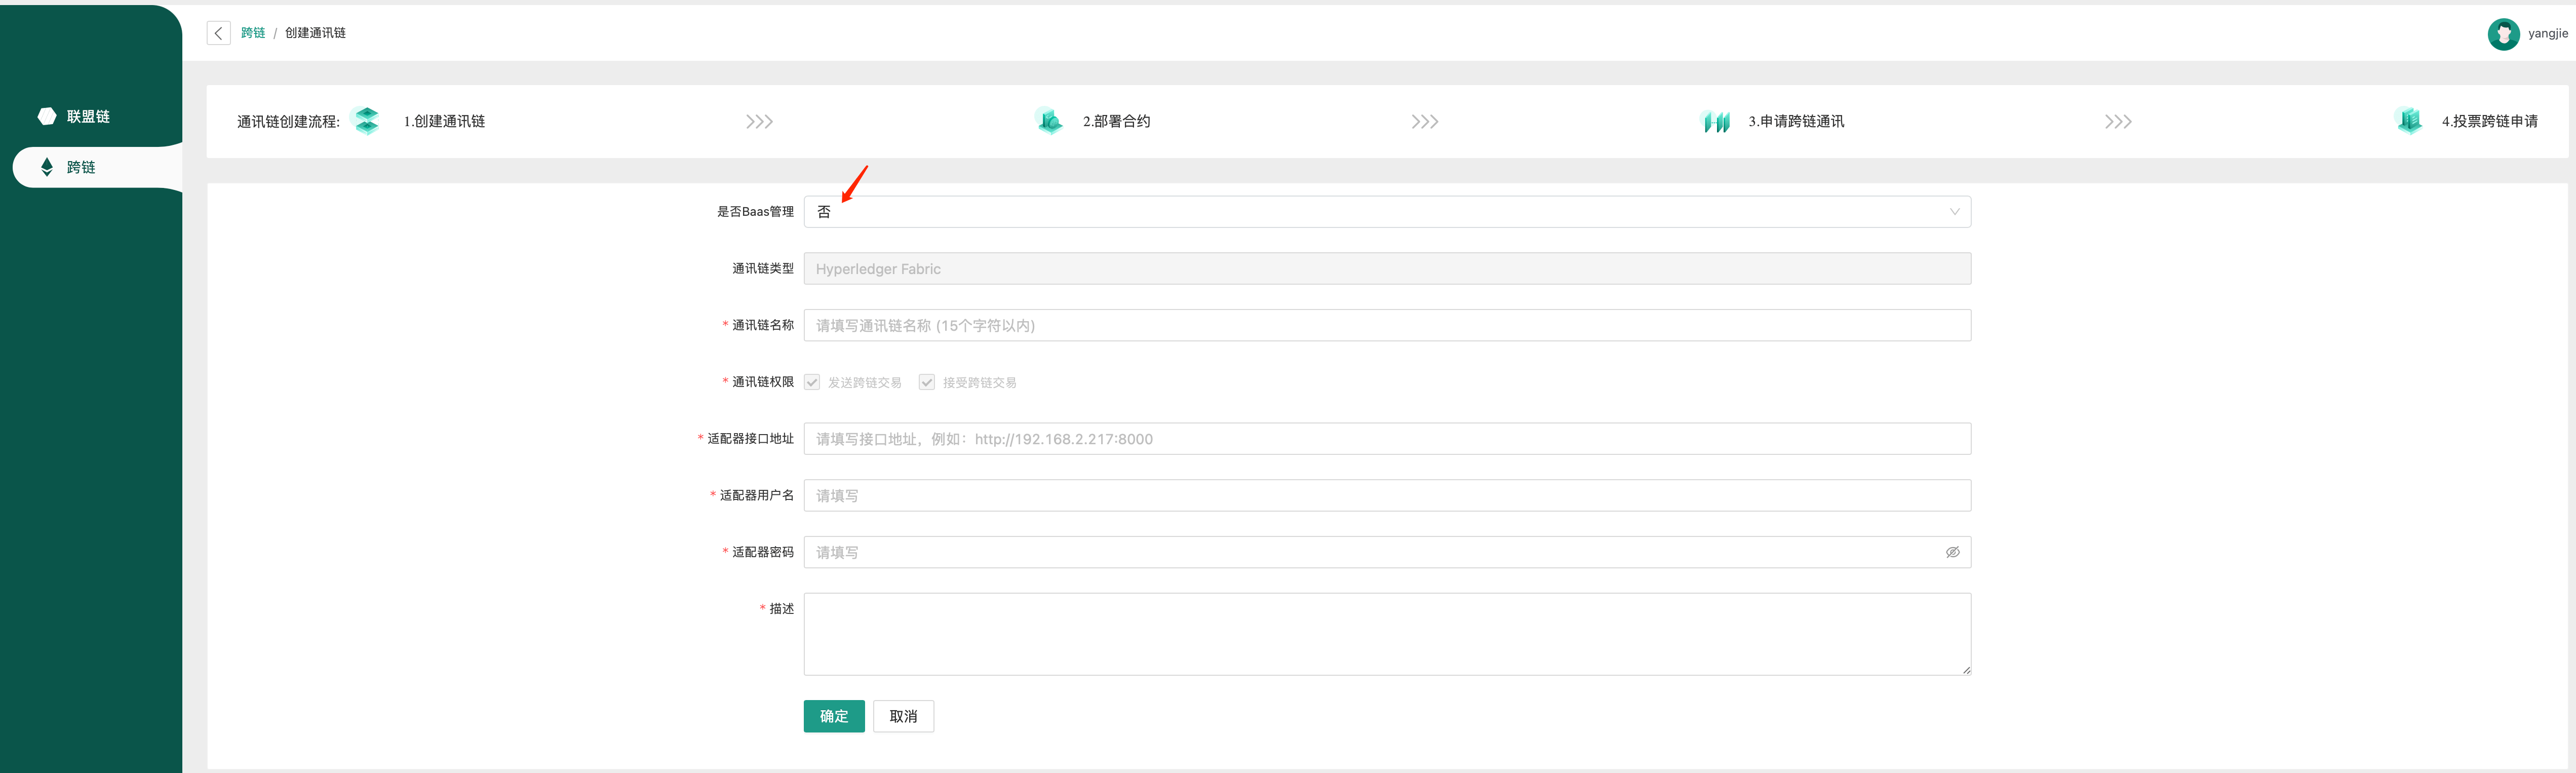 跨链 / 创建通讯链
yangjie
联盟链
跨链
通讯链创建流程: 1.创建通讯链 2.部署合约 3.申请跨链通讯 4.投票跨链申请
是否Baas管理 否
通讯链类型 Hyperledger Fabric
* 通讯链名称 请填写通讯链名称 (15个字符以内)
* 通讯链权限 发送跨链交易 接受跨链交易
* 适配器接口地址 请填写接口地址，例如：http://192.168.2.217:8000
* 适配器用户名 请填写
* 适配器密码 请填写
* 描述
确定 取消